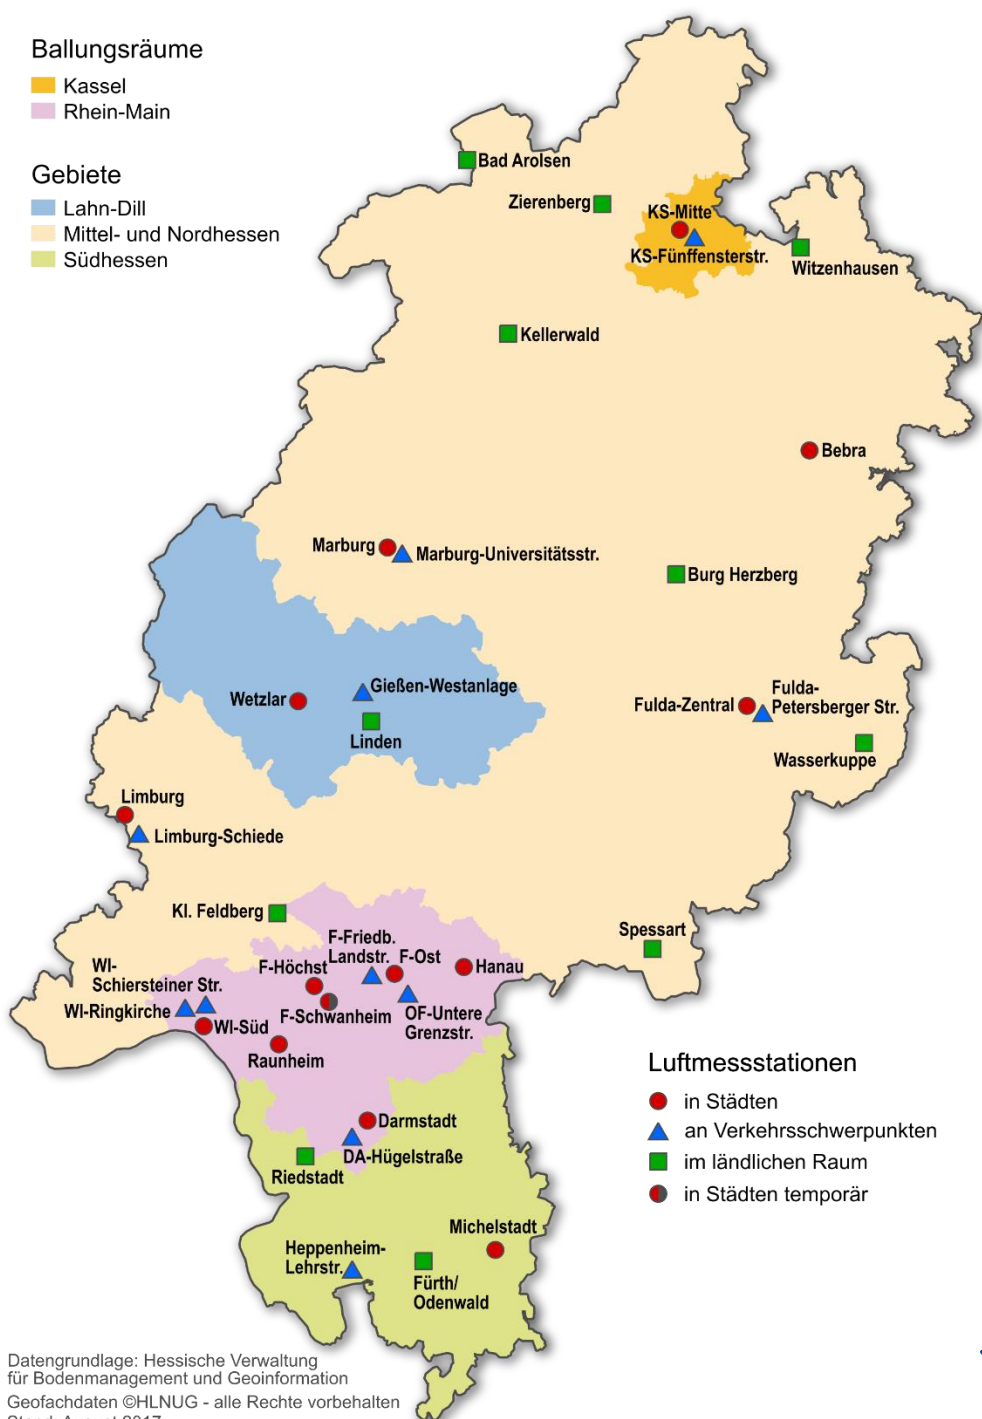 Ballungsräume
Kassel
Rhein-Main
Gebiete
Lahn-Dill
Mittel- und Nordhessen
Südhessen
Bad Arolsen
Zierenberg
KS-Mitte
KS-Fünffensterstr.
Witzenhausen
Kellerwald
Bebra
Marburg
Marburg-Universitätsstr.
Burg Herzberg
Wetzlar
Gießen-Westanlage
Linden
Fulda-Zentral
Fulda-
Petersberger Str.
Wasserkuppe
Limburg
Limburg-Schiede
Kl. Feldberg
Spessart
F-Friedb.
Landstr.
F-Ost
Hanau
F-Höchst
WI-
Schiersteiner Str.
WI-Ringkirche
WI-Süd
F-Schwanheim
OF-Untere
Grenzstr.
Raunheim
Darmstadt
DA-Hügelstraße
Riedstadt
Michelstadt
Heppenheim-
Lehrstr.
Fürth/
Odenwald
Luftmessstationen
in Städten
an Verkehrsschwerpunkten
im ländlichen Raum
in Städten temporär
Datengrundlage: Hessische Verwaltung
für Bodenmanagement und Geoinformation
Geofachdaten ©HLNUG - alle Rechte vorbehalten
Stand: August 2017